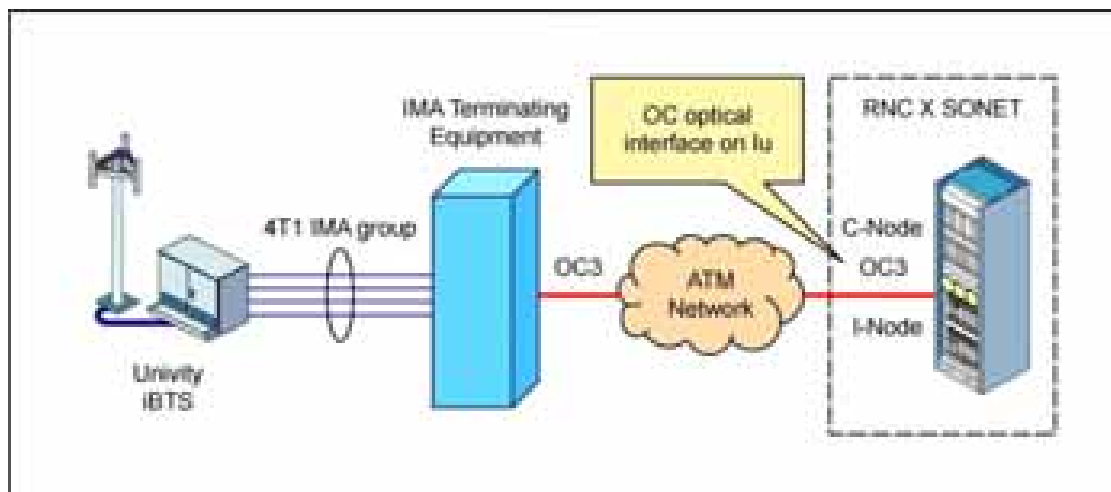 IMA Terminating
Equipment
OC optical
interface on Iu
RNC X SONET
4T1 IMA group
C-Node
OC3
ATM
Network
OC3
I-Node
Univity
iBTS